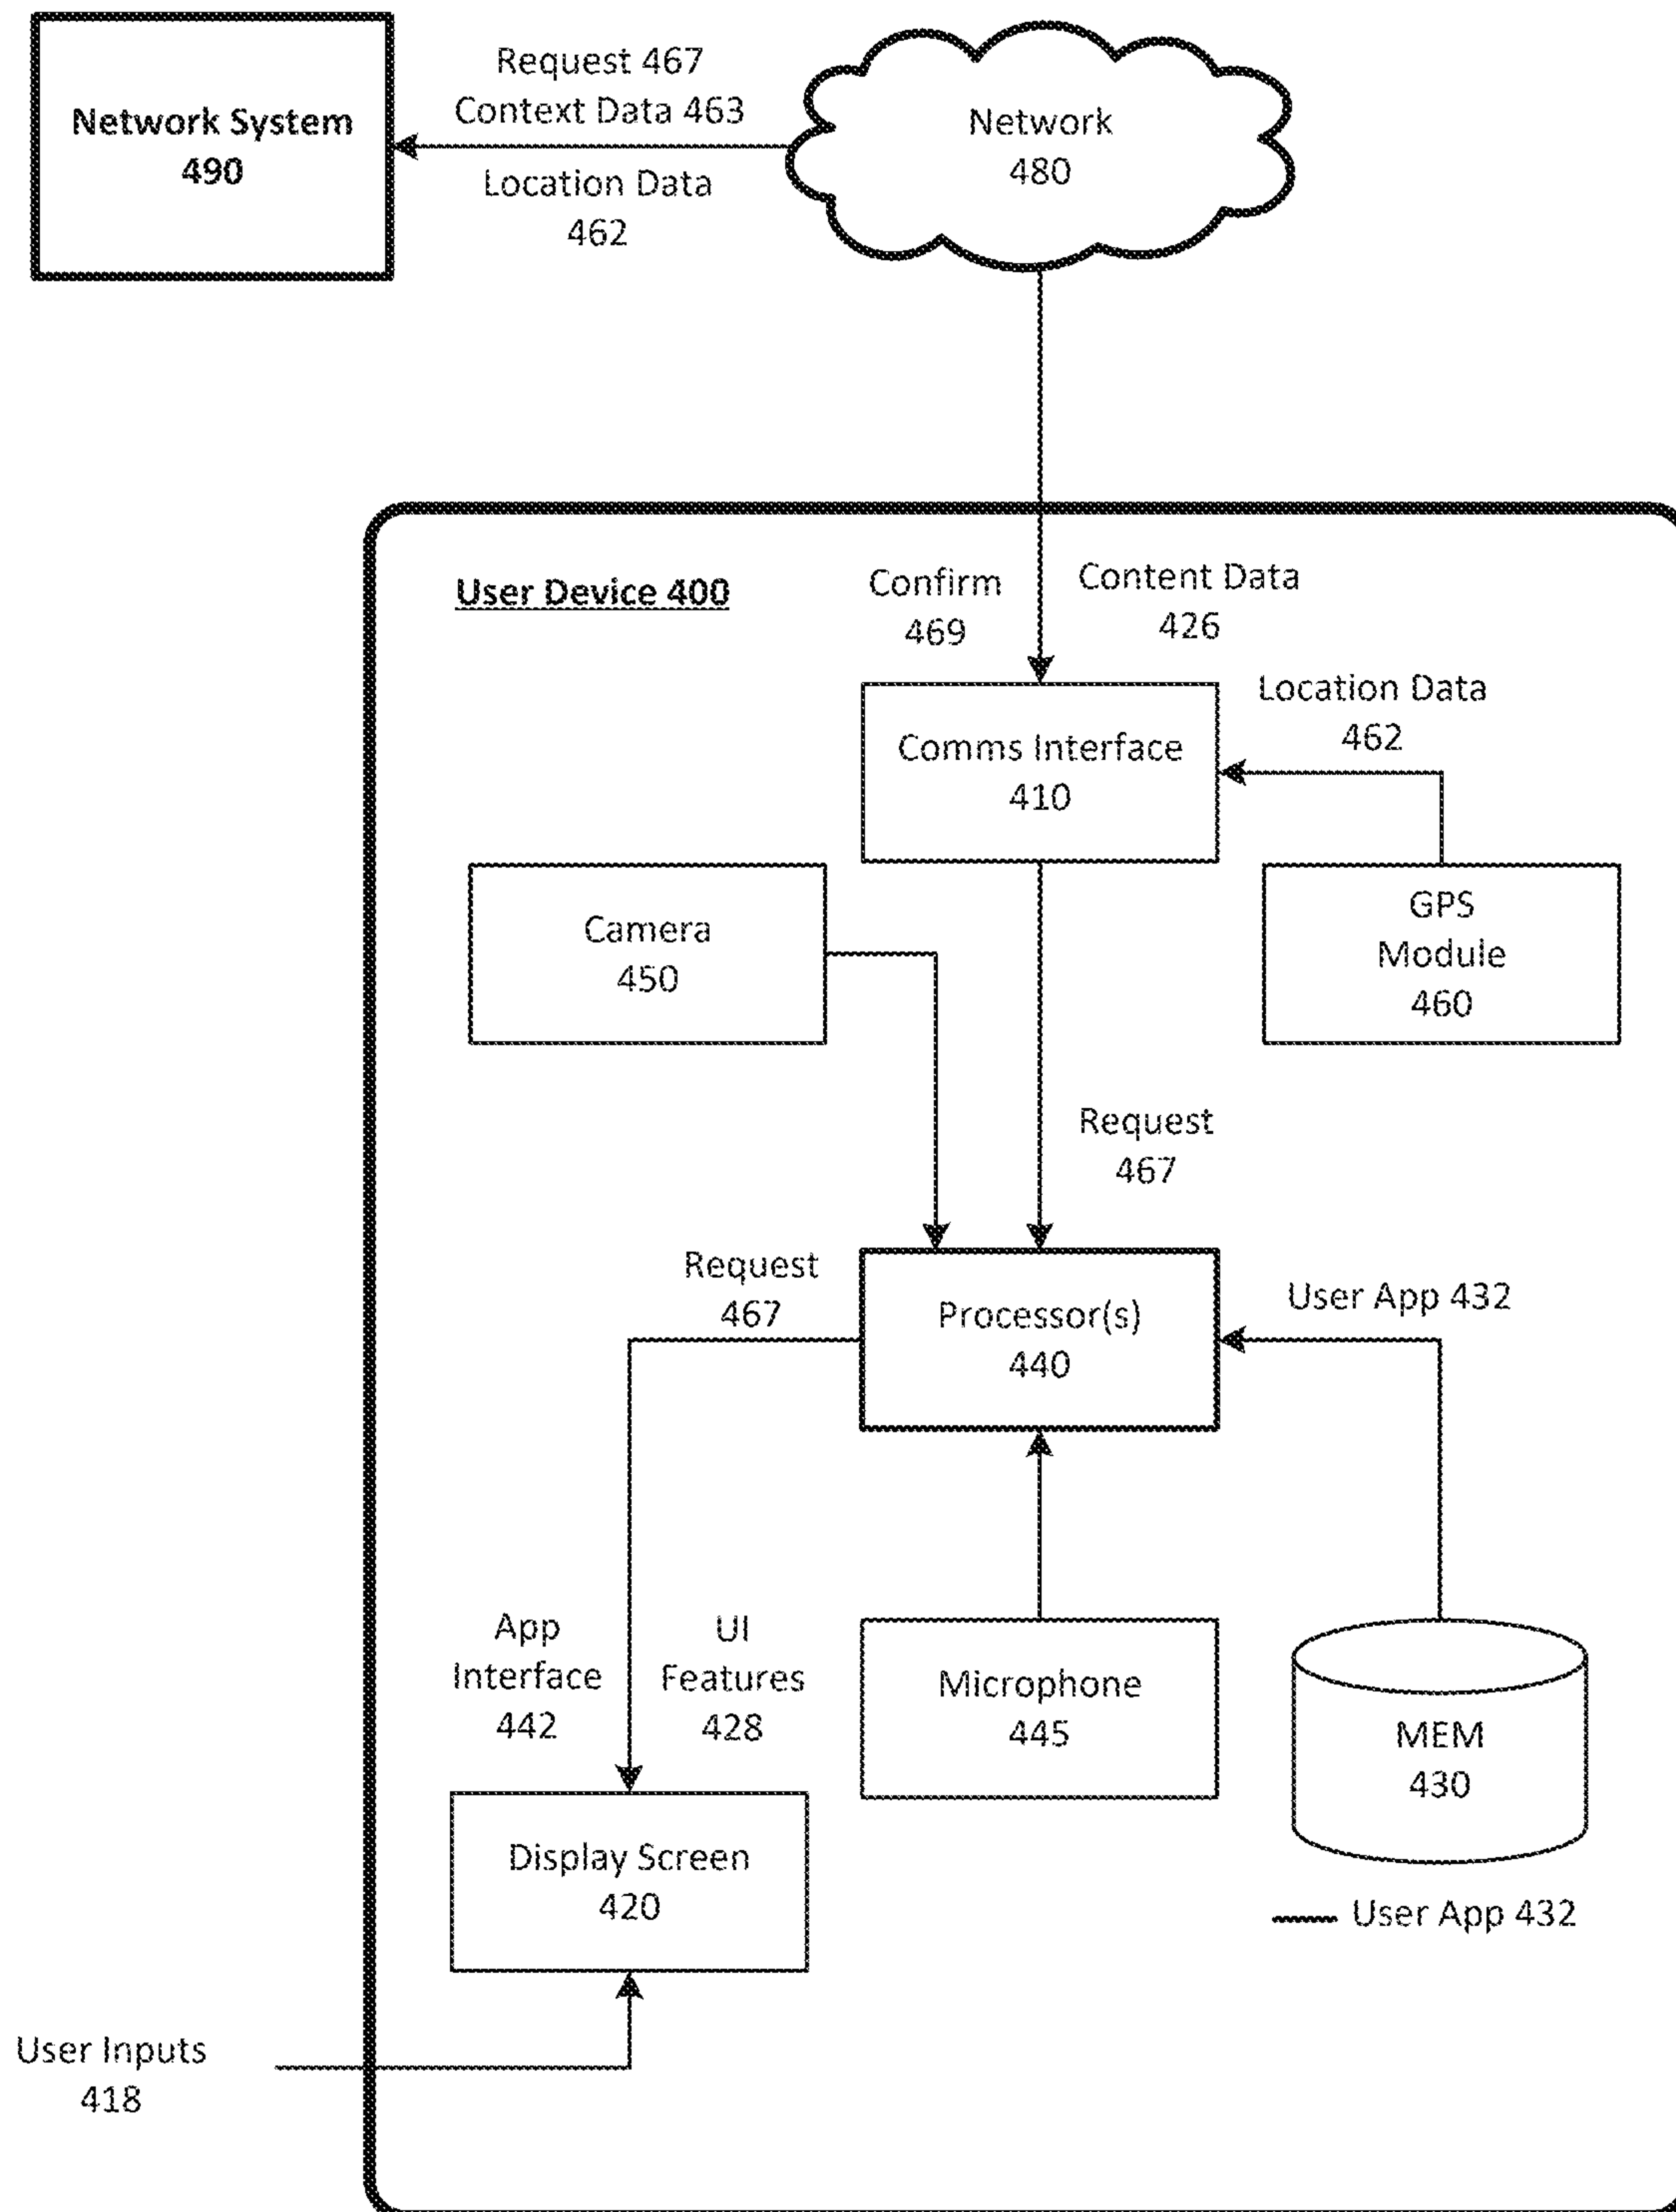 Network System
490
Request 467
Context Data 463
Location Data
462
Network
480
User Device 400
Confirm
469
Content Data
426
Comms Interface
410
Location Data
462
Camera
450
GPS
Module
460
Request
467
Request
467
Processor(s)
440
User App 432
App
Interface
442
UI
Features
428
Microphone
445
MEM
430
Display Screen
420
User App 432
User Inputs
418